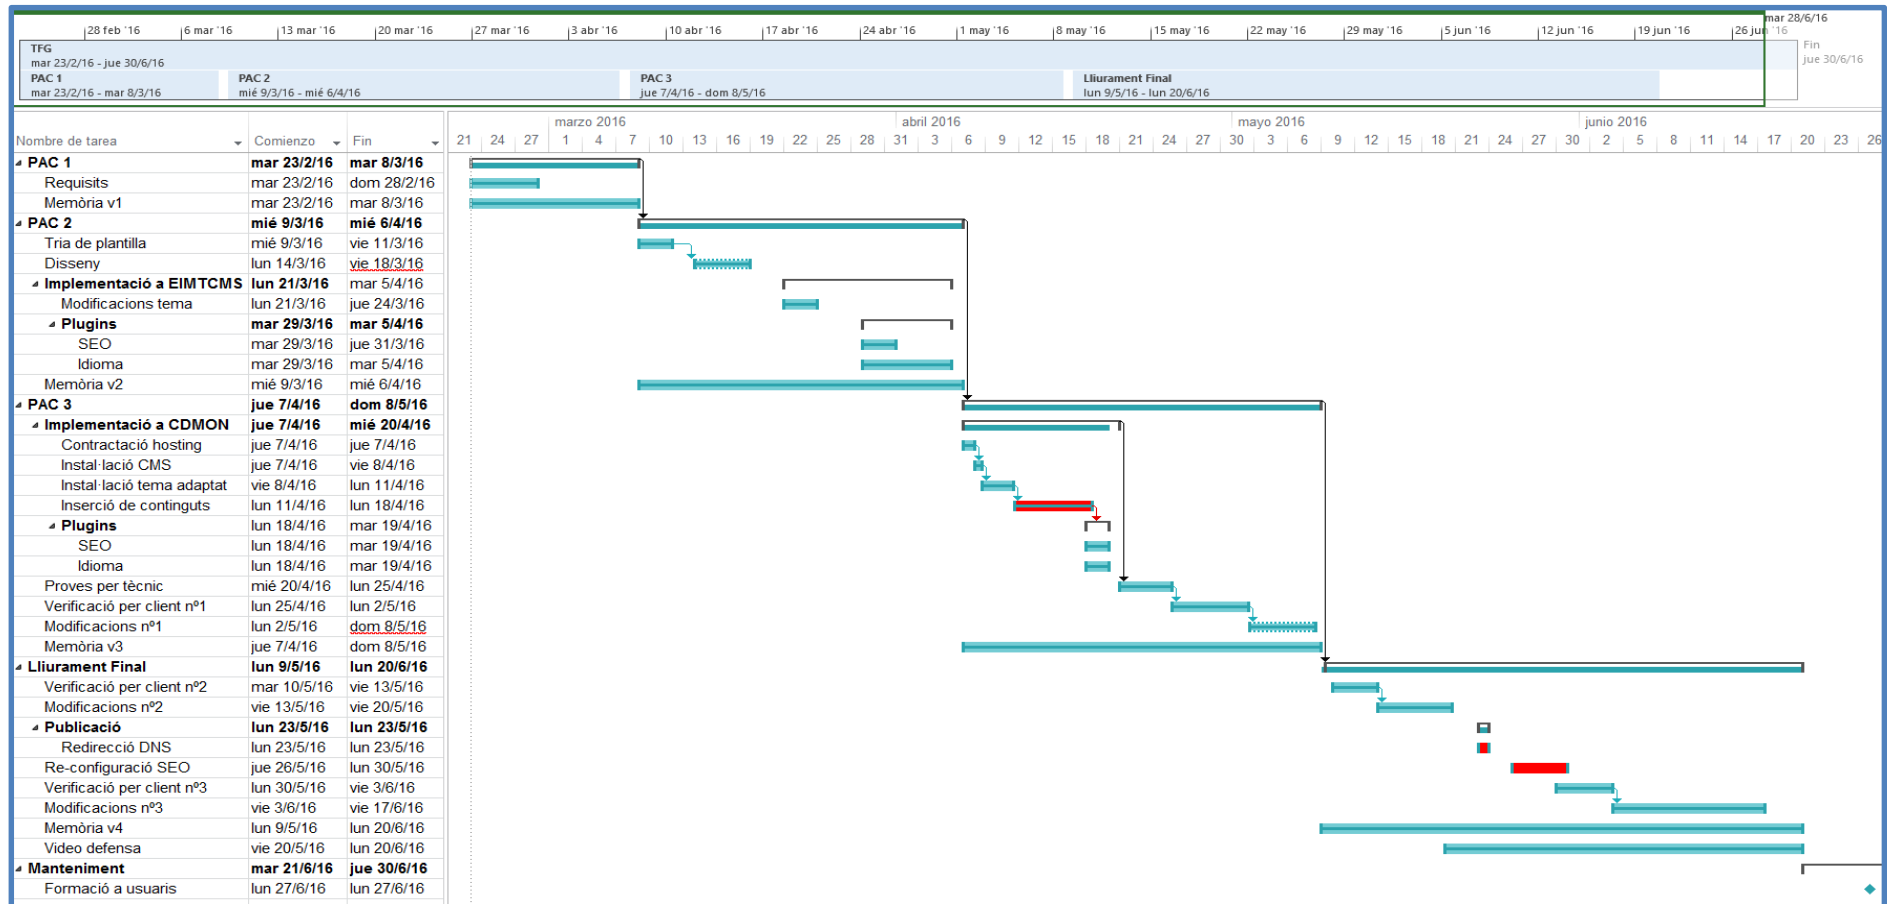 mar 28/6/16
28 feb '16 6 mar '16 13 mar '16 20 mar '16 27 mar '16 3 abr '16 10 abr '16 17 abr '16 24 abr '16 1 may '16 8 may '16 15 may '16 22 may '16 29 may '16 5 jun '16 12 jun '16 19 jun '16 26 jun '16
TFG
mar 23/2/16 - jue 30/6/16
Fin
jue 30/6/16
PAC 1 PAC 2 PAC 3 Lliurament Final
mar 23/2/16 - mar 8/3/16 mié 9/3/16 - mié 6/4/16 jue 7/4/16 - dom 8/5/16 lun 9/5/16 - lun 20/6/16
marzo 2016 abril 2016 mayo 2016 junio 2016
Nombre de tarea Comienzo Fin 21 24 27 1 4 7 10 13 16 19 22 25 28 31 3 6 9 12 15 18 21 24 27 30 3 6 9 12 15 18 21 24 27 30 2 5 8 11 14 17 20 23 26
PAC 1 mar 23/2/16 mar 8/3/16
Requisits mar 23/2/16 dom 28/2/16
Memòria v1 mar 23/2/16 mar 8/3/16
PAC 2 mié 9/3/16 mié 6/4/16
Tria de plantilla mié 9/3/16 vie 11/3/16
Disseny lun 14/3/16 vie 18/3/16
Implementació a EIMTCMS lun 21/3/16 mar 5/4/16
Modificacions tema lun 21/3/16 jue 24/3/16
Plugins mar 29/3/16 mar 5/4/16
SEO mar 29/3/16 jue 31/3/16
Idioma mar 29/3/16 mar 5/4/16
Memòria v2 mié 9/3/16 mié 6/4/16
PAC 3 jue 7/4/16 dom 8/5/16
Implementació a CDMON jue 7/4/16 mié 20/4/16
Contractació hosting jue 7/4/16 jue 7/4/16
Instal·lació CMS jue 7/4/16 vie 8/4/16
Instal·lació tema adaptat vie 8/4/16 lun 11/4/16
Inserció de continguts lun 11/4/16 lun 18/4/16
Plugins lun 18/4/16 mar 19/4/16
SEO lun 18/4/16 mar 19/4/16
Idioma lun 18/4/16 mar 19/4/16
Proves per tècnic mié 20/4/16 lun 25/4/16
Verificació per client nº1 lun 25/4/16 lun 2/5/16
Modificacions nº1 lun 2/5/16 dom 8/5/16
Memòria v3 jue 7/4/16 dom 8/5/16
Lliurament Final lun 9/5/16 lun 20/6/16
Verificació per client nº2 mar 10/5/16 vie 13/5/16
Modificacions nº2 vie 13/5/16 vie 20/5/16
Publicació lun 23/5/16 lun 23/5/16
Redirecció DNS lun 23/5/16 lun 23/5/16
Re-configuració SEO jue 26/5/16 lun 30/5/16
Verificació per client nº3 lun 30/5/16 vie 3/6/16
Modificacions nº3 vie 3/6/16 vie 17/6/16
Memòria v4 lun 9/5/16 lun 20/6/16
Video defensa vie 20/5/16 lun 20/6/16
Manteniment mar 21/6/16 jue 30/6/16
Formació a usuaris lun 27/6/16 lun 27/6/16